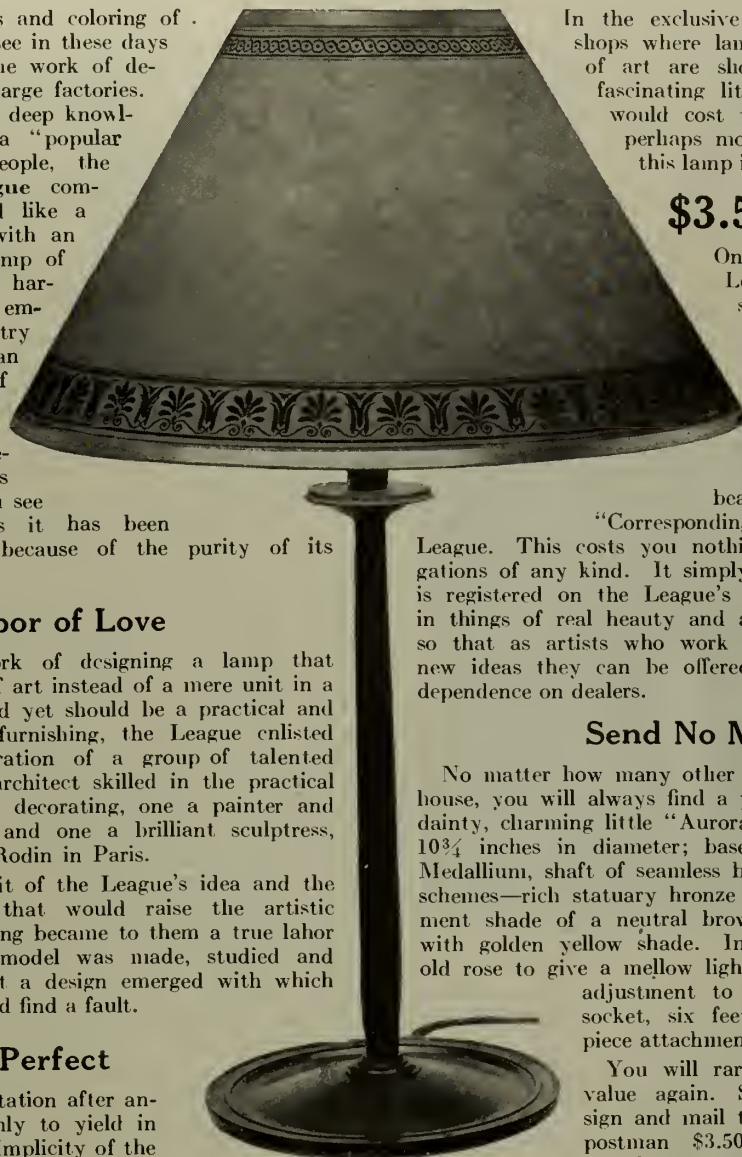 s and coloring of
ee in these days
ne work of de-
arge factories.
deep knowl-
a "popular
eople, the
gue com-
d like a
with an
mp of
har-
em-
try
an
f
e-
s
u see
s it has been
because of the purity of its
bor of Love
rk of designing a lamp that
f art instead of a mere unit in a
d yet should be a practical and
furnishing, the League enlisted
ration of a group of talented
architect skilled in the practical
decorating, one a painter and
and one a brilliant sculptress,
Rodin in Paris.
it of the League's idea and the
that would raise the artistic
ng became to them a true lahor
model was made, studied and
t a design emerged with which
d find a fault.
Perfect
tation after an-
nly to yield in
implicity of the
In the exclusive
shops where lam
of art are sho
fascinating lit
would cost
perhaps mo
this lamp i
$3.5
On
Le
s
bea
"Correspondin
League. This costs you nothi
gations of any kind. It simply
is registered on the League's
in things of real heauty and a
so that as artists who work
new ideas they can be offered
dependence on dealers.
Send No M
No matter how many other
house, you will always find a
dainty, charming little "Aurora
10¾ inches in diameter; base
Medallium, shaft of seamless h
schemes—rich statuary hronze
ment shade of a neutral brow
with golden yellow shade. In
old rose to give a mellow ligh
adjustment to
socket, six fee
piece attachmen
You will rar
value again. S
sign and mail t
postman $3.50